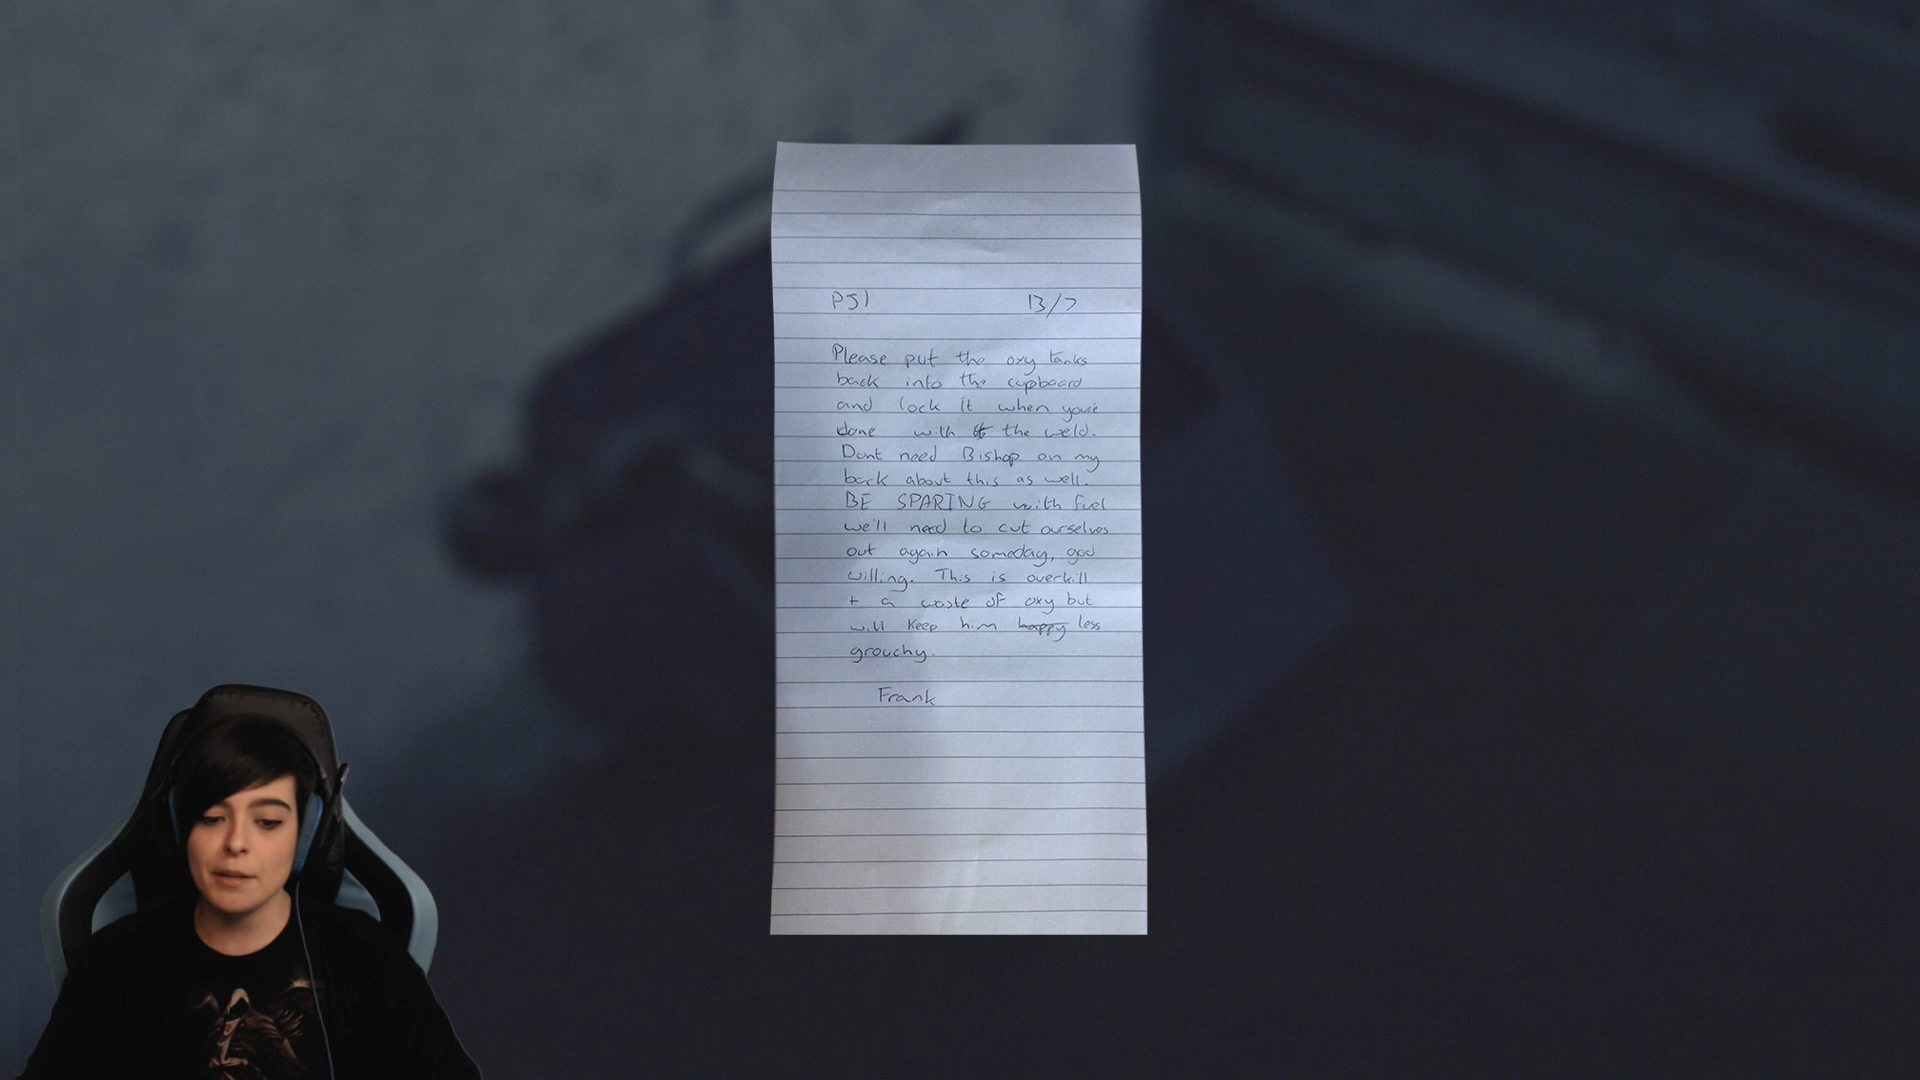 PJ! 13/7
Please put the oxy tanks
back into the cupboard
and lock it when you're
done with the weld.
Dont need Bishop on my
back about this as well.
BE SPARING with fuel
we'll need to cut ourselves
out again someday, god
willing. This is overkill
+ a waste of oxy but
will keep him happy less
grouchy.
Frank